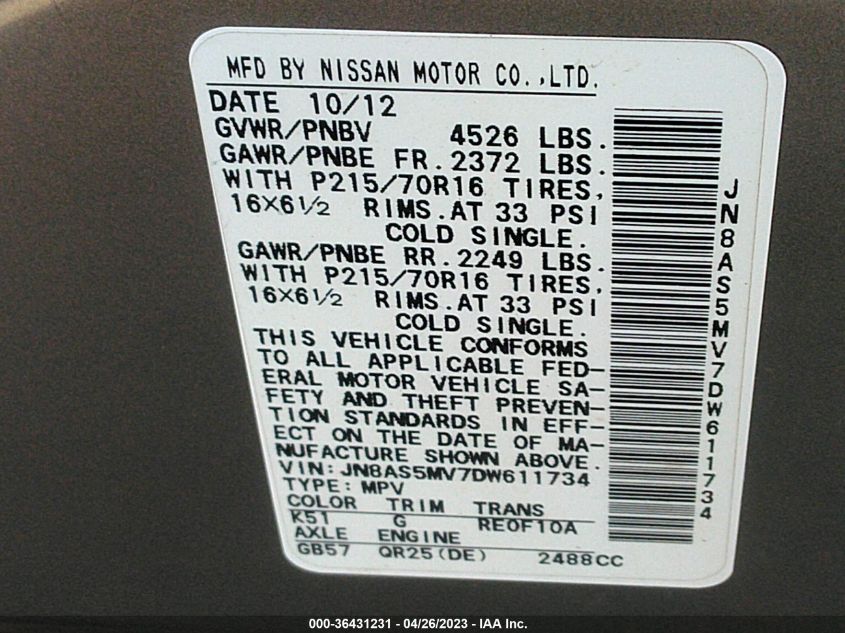 MFD BY NISSAN MOTOR CO.,LTD.
DATE 10/12
GVWR/PNBV 4526 LBS.
GAWR/PNBE FR. 2372 LBS.
WITH P215/70R16 TIRES,
16X6½ RIMS. AT 33 PSI
COLD SINGLE.
GAWR/PNBE RR. 2249 LBS.
WITH P215/70R16 TIRES,
16X6½ RIMS. AT 33 PSI
COLD SINGLE.
THIS VEHICLE CONFORMS
TO ALL APPLICABLE FED-
ERAL MOTOR VEHICLE SA-
FETY AND THEFT PREVEN-
TION STANDARDS IN EFF-
ECT ON THE DATE OF MA-
NUFACTURE SHOWN ABOVE.
VIN: JN8AS5MV7DW611734
TYPE: MPV
COLOR TRIM TRANS
K51 G RE0F10A
AXLE ENGINE
GB57 QR25(DE) 2488CC
JN8AS5MV7DW611734
000-36431231 - 04/26/2023 - IAA Inc.